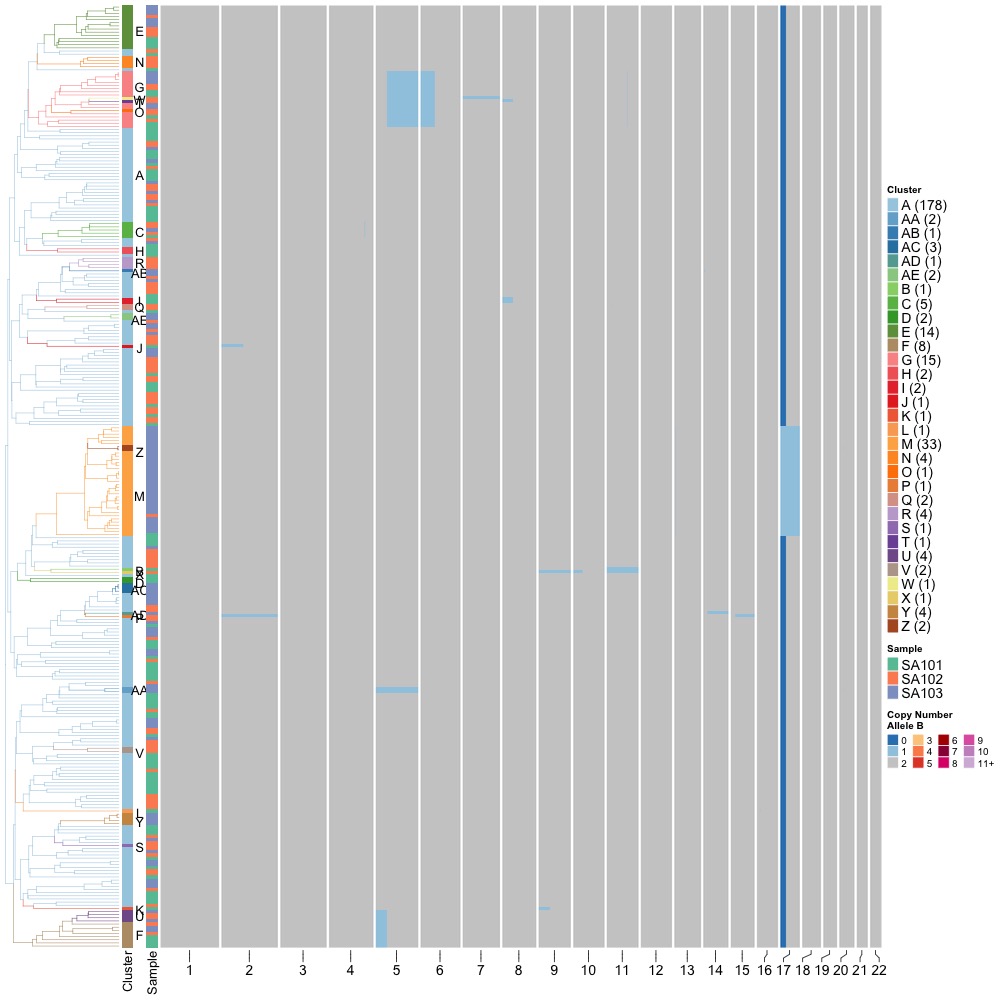 E
N
G
W
O
A
C
H
R
AB
I
Q
AE
J
Z
M
B
D
AC
AD
P
AA
V
L
Y
S
K
U
F
Cluster
Sample
1 2 3 4 5 6 7 8 9 10 11 12 13 14 15 16 17 18 19 20 21 22
Cluster
A (178)
AA (2)
AB (1)
AC (3)
AD (1)
AE (2)
B (1)
C (5)
D (2)
E (14)
F (8)
G (15)
H (2)
I (2)
J (1)
K (1)
L (1)
M (33)
N (4)
O (1)
P (1)
Q (2)
R (4)
S (1)
T (1)
U (4)
V (2)
W (1)
X (1)
Y (4)
Z (2)
Sample
SA101
SA102
SA103
Copy Number
Allele B
0 3 6 9
1 4 7 10
2 5 8 11+